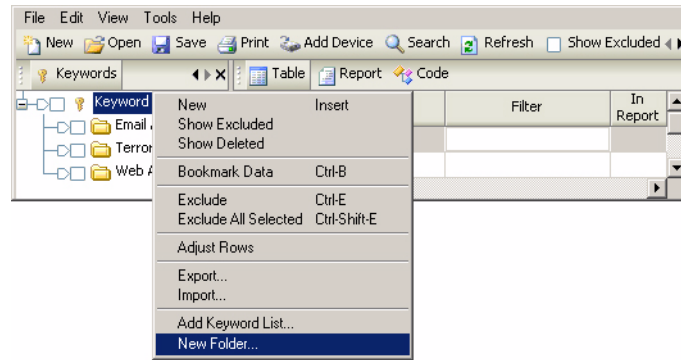 File Edit View Tools Help
New Open Save Print Add Device Search Refresh Show Excluded
Keywords Table Report Code
Keyword
Email
Terror
Web
New Insert
Show Excluded
Show Deleted
Bookmark Data Ctrl-B
Exclude Ctrl-E
Exclude All Selected Ctrl-Shift-E
Adjust Rows
Export...
Import...
Add Keyword List...
New Folder...
Filter
In
Report